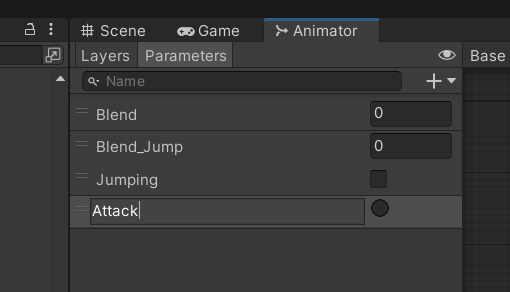 Scene Game Animator
Layers Parameters Base
Name
Blend 0
Blend_Jump 0
Jumping
Attack